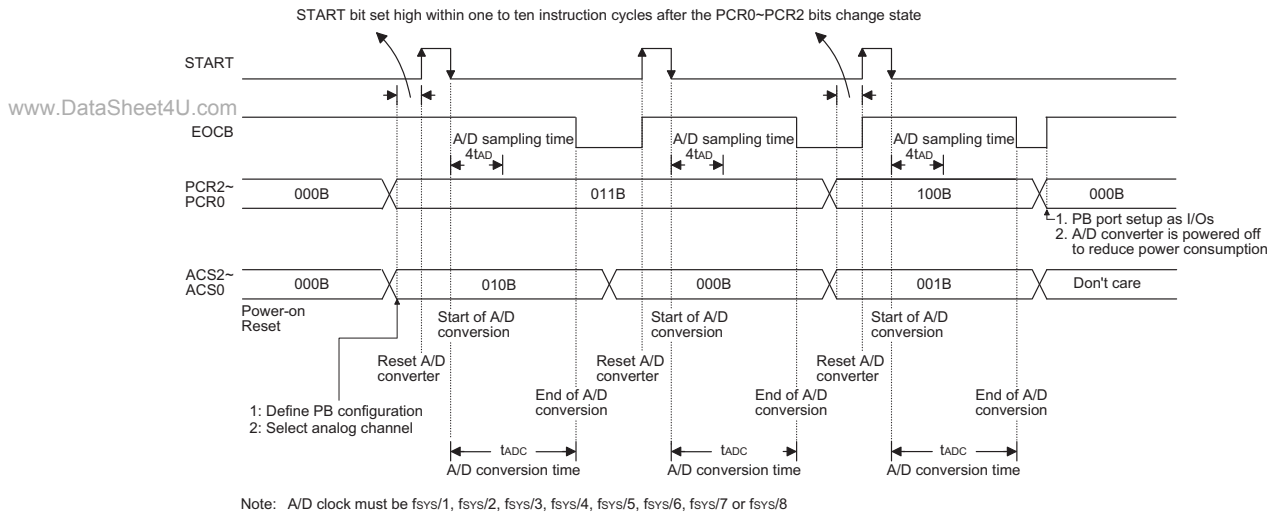 START bit set high within one to ten instruction cycles after the PCR0~PCR2 bits change state
START
www.DataSheet4U.com
EOCB
A/D sampling time
4tAD
A/D sampling time
4tAD
A/D sampling time
4tAD
PCR2~
PCR0
000B
011B
100B
000B
1. PB port setup as I/Os
2. A/D converter is powered off
to reduce power consumption
ACS2~
ACS0
000B
010B
000B
001B
Don't care
Power-on
Reset
Start of A/D
conversion
Start of A/D
conversion
Start of A/D
conversion
Reset A/D
converter
Reset A/D
converter
Reset A/D
converter
End of A/D
conversion
End of A/D
conversion
End of A/D
conversion
1: Define PB configuration
2: Select analog channel
tADC
A/D conversion time
tADC
A/D conversion time
tADC
A/D conversion time
Note: A/D clock must be fSYS/1, fSYS/2, fSYS/3, fSYS/4, fSYS/5, fSYS/6, fSYS/7 or fSYS/8